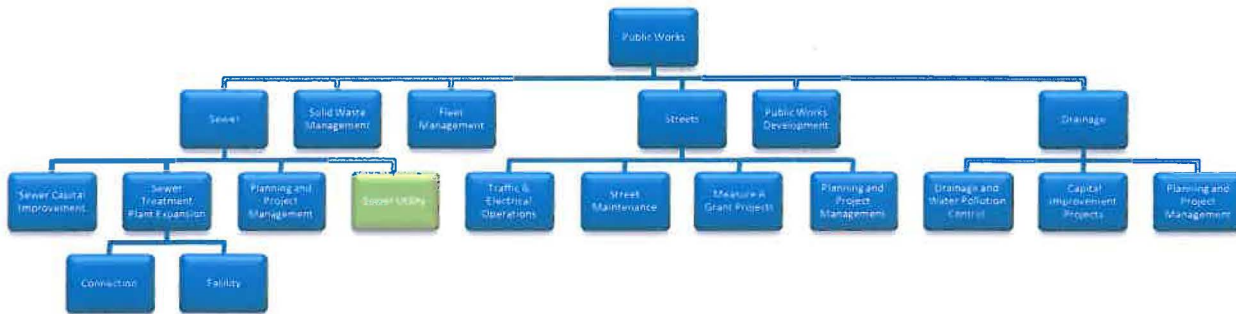 Public Works
Sewer
Solid Waste
Management
Fleet
Management
Streets
Public Works
Development
Drainage
Sewer Capital
Improvement
Sewer
Treatment
Plant Expansion
Planning and
Project
Management
Sewer Utility
Traffic &
Electrical
Operations
Street
Maintenance
Measure A
Grant Projects
Planning and
Project
Management
Drainage and
Water Pollution
Control
Capital
Improvement
Projects
Planning and
Project
Management
Connection
Facility